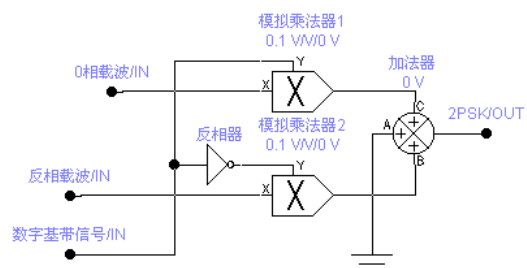 模拟乘法器1
0.1 V/V/0 V
0相载波/IN
Y
X
X
加法器
0 V
C
A
B
2PSK/OUT
反相器
模拟乘法器2
0.1 V/V/0 V
Y
反相载波/IN
X
X
数字基带信号/IN